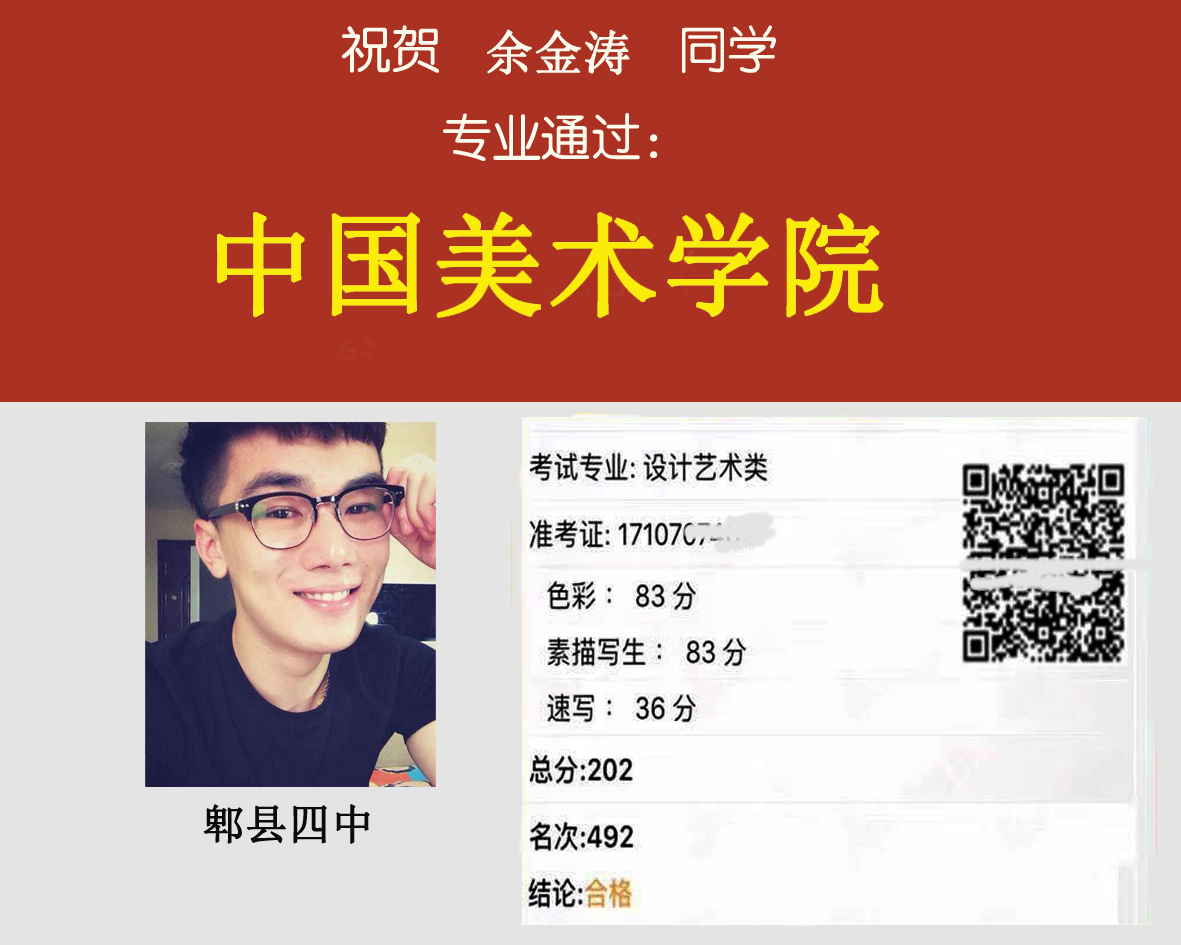 祝贺 余金涛 同学
专业通过：
中国美术学院
郫县四中
考试专业: 设计艺术类
准考证: 171070
色彩： 83 分
素描写生： 83 分
速写： 36 分
总分:202
名次:492
结论:合格